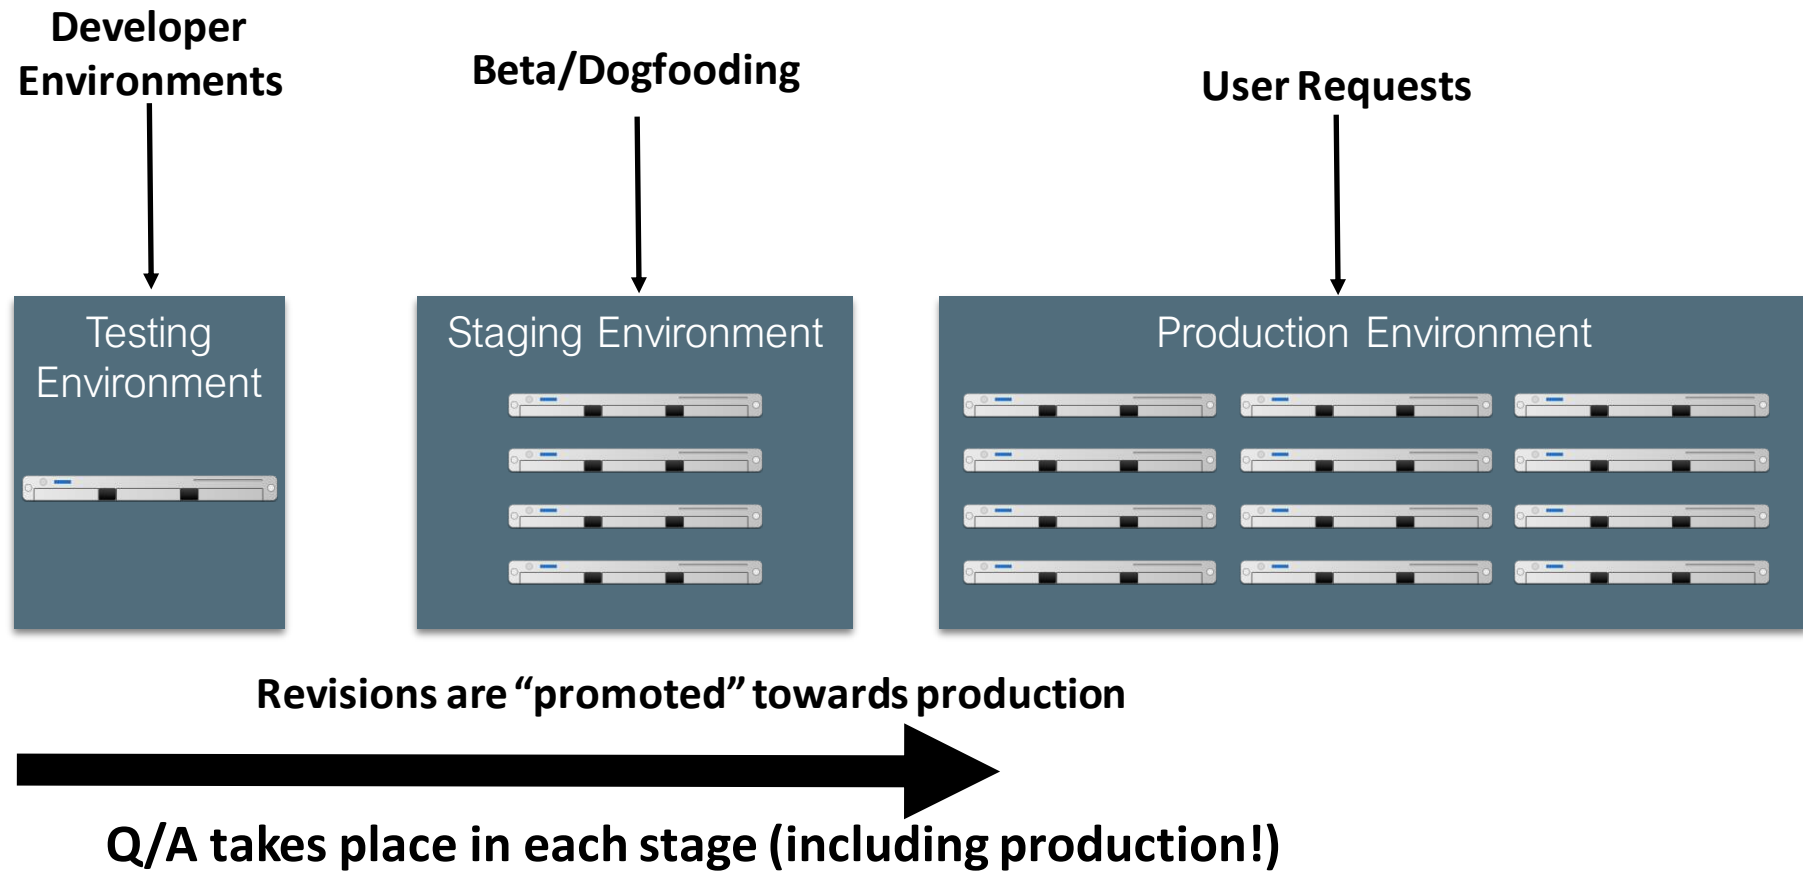 Developer
Environments
Beta/Dogfooding
User Requests
Testing
Environment
Staging Environment
Production Environment
Revisions are “promoted” towards production
Q/A takes place in each stage (including production!)